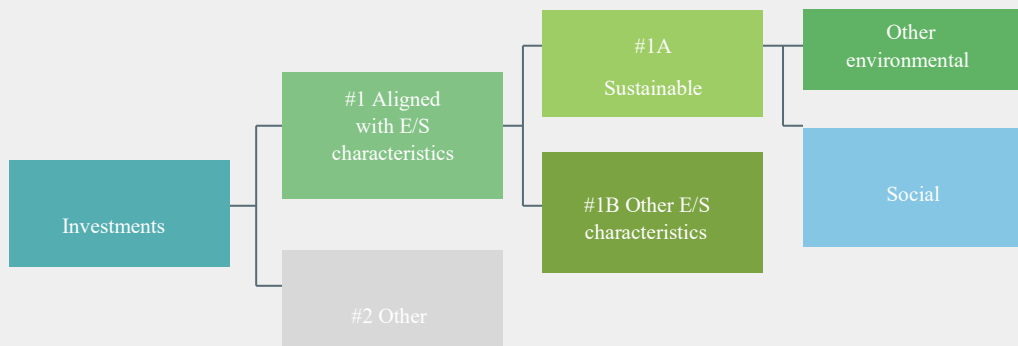 Investments
#1 Aligned
with E/S
characteristics
#2 Other
#1A
Sustainable
#1B Other E/S
characteristics
Other
environmental
Social